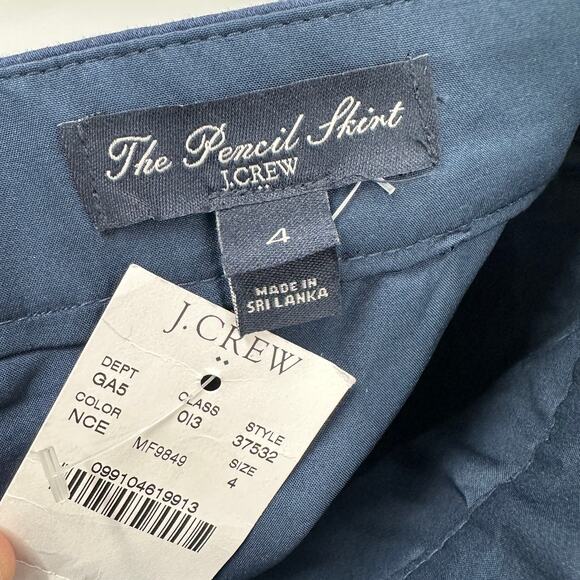 The Pencil Skirt
J.CREW
4
MADE IN
SRI LANKA
J.CREW
DEPT CLASS STYLE
GA5 013 37532
COLOR SIZE
NCE MF9849 4
099104619913